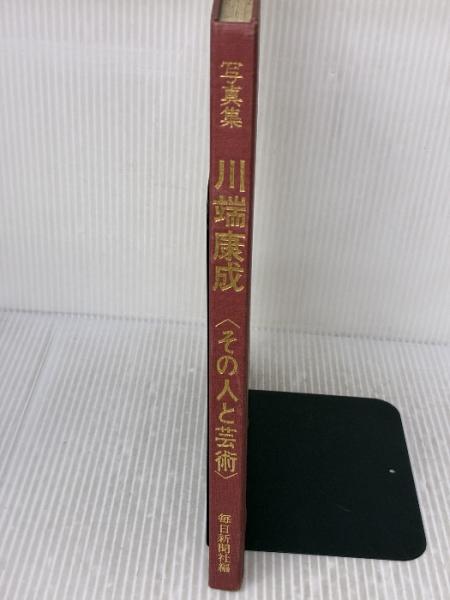 写真集
川端康成
〈その人と芸術〉
毎日新聞社編